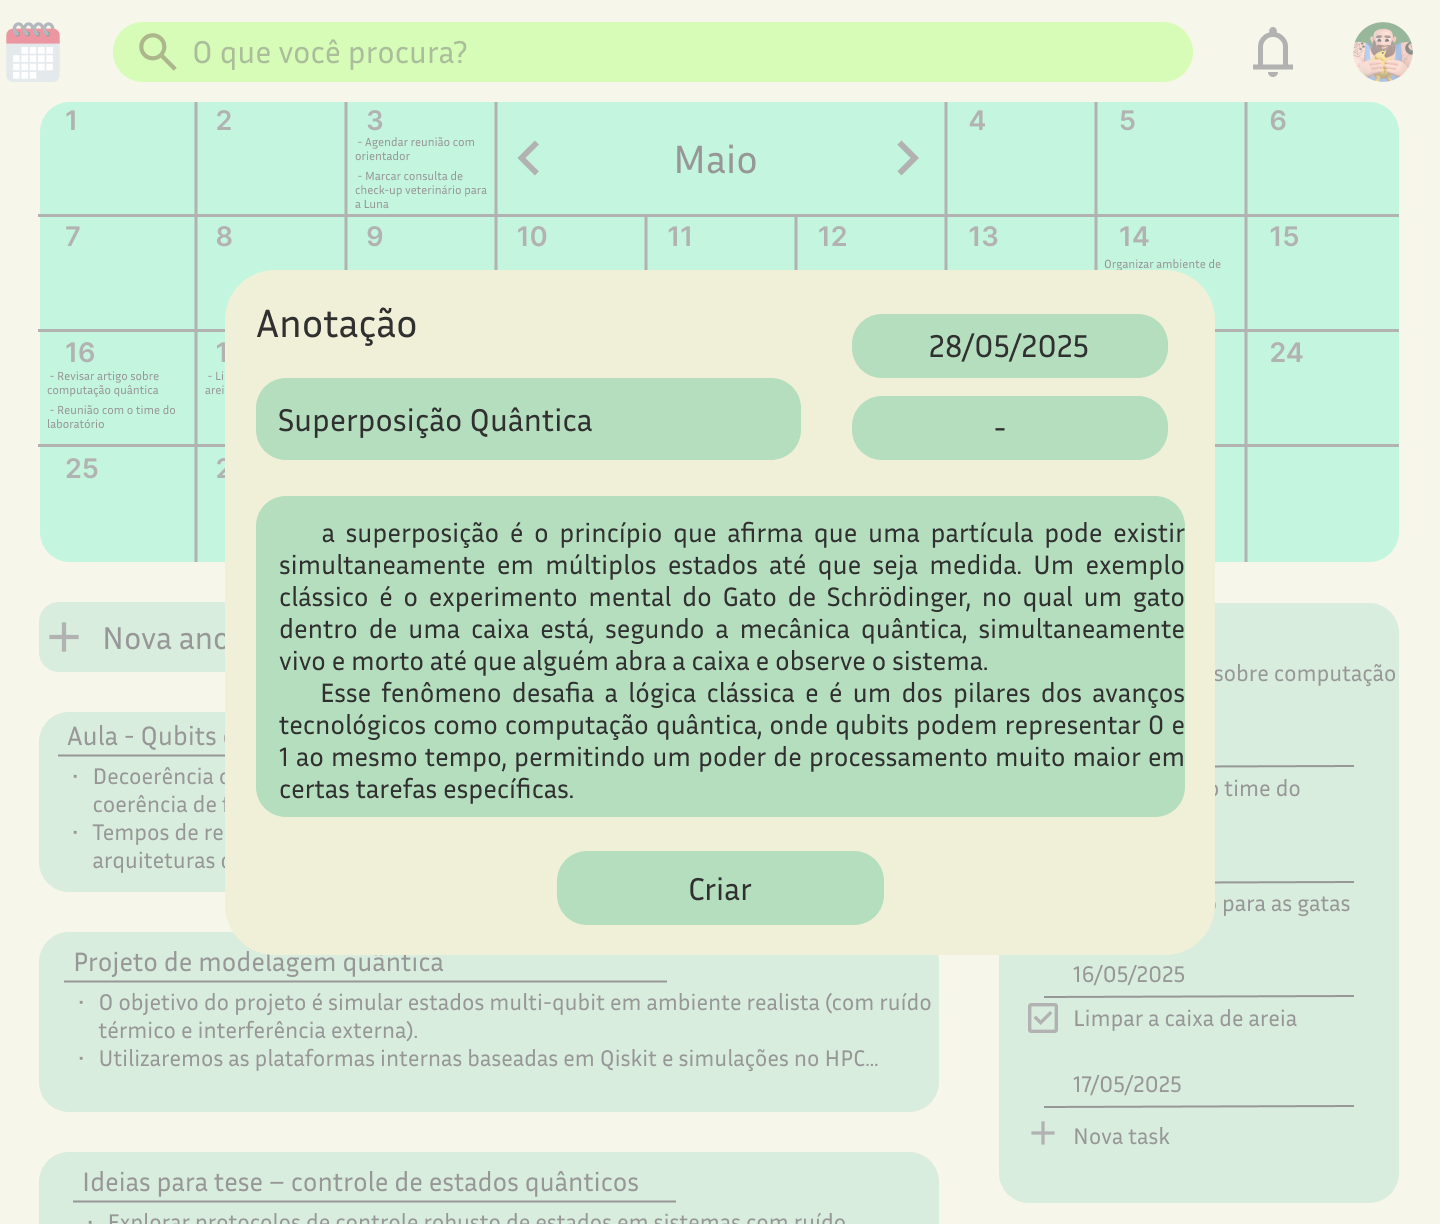 O que você procura?
1
2
3
- Agendar reunião com
orientador
- Marcar consulta de
check-up veterinário para
a Luna
Maio
4
5
6
7
8
9
10
11
12
13
14
Organizar ambiente de
15
16
- Revisar artigo sobre
computação quântica
- Reunião com o time do
laboratório
24
25
Anotação
28/05/2025
Superposição Quântica
-
a superposição é o princípio que afirma que uma partícula pode existir
simultaneamente em múltiplos estados até que seja medida. Um exemplo
clássico é o experimento mental do Gato de Schrödinger, no qual um gato
dentro de uma caixa está, segundo a mecânica quântica, simultaneamente
vivo e morto até que alguém abra a caixa e observe o sistema.
Esse fenômeno desafia a lógica clássica e é um dos pilares dos avanços
tecnológicos como computação quântica, onde qubits podem representar 0 e
1 ao mesmo tempo, permitindo um poder de processamento muito maior em
certas tarefas específicas.
Criar
Nova
Aula - Qubits
· Decoerência
coerência de
· Tempos de
arquiteturas
Projeto de modelagem quântica
· O objetivo do projeto é simular estados multi-qubit em ambiente realista (com ruído
térmico e interferência externa).
· Utilizaremos as plataformas internas baseadas em Qiskit e simulações no HPC...
Ideias para tese – controle de estados quânticos
· Explorar protocolos de controle robusto de estados em sistemas com ruído
sobre computação
time do
para as gatas
16/05/2025
Limpar a caixa de areia
17/05/2025
Nova task